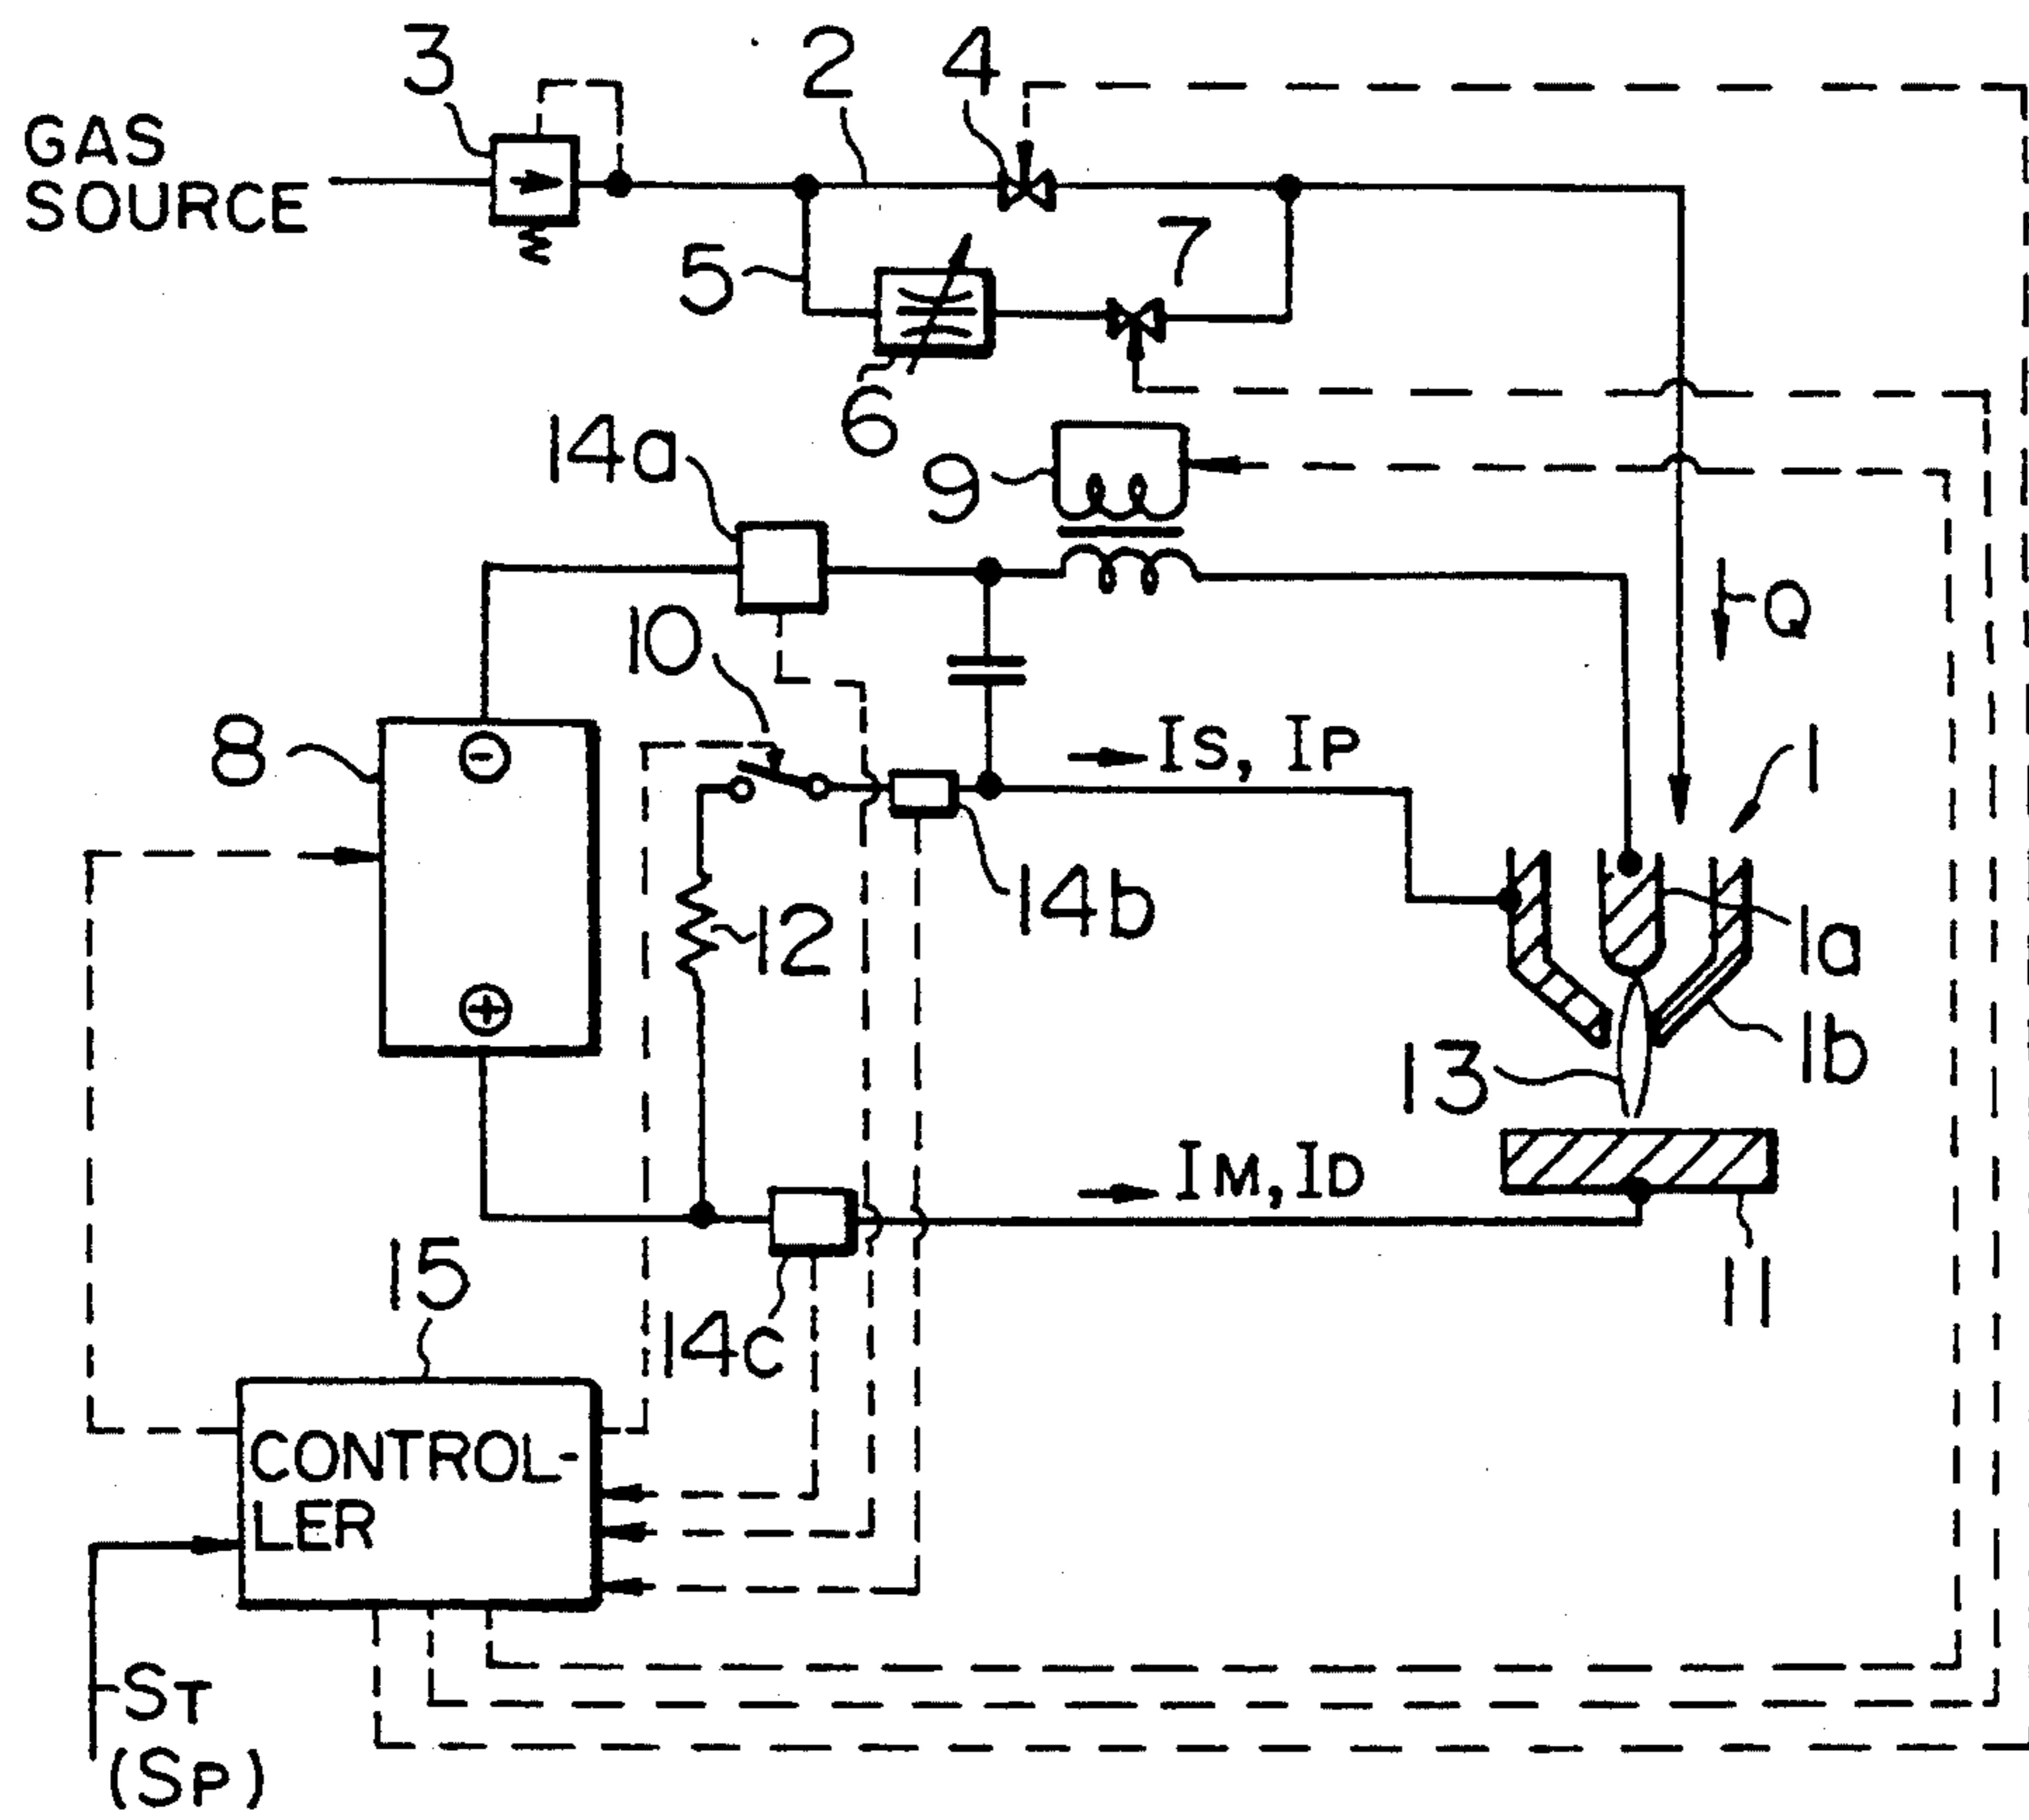 3
2
4
GAS
SOURCE
5
7
6
14a
9
Q
10
8
Is, Ip
1
12
14b
1a
1b
13
IM, ID
15
14c
11
CONTROL-
LER
ST
(SP)